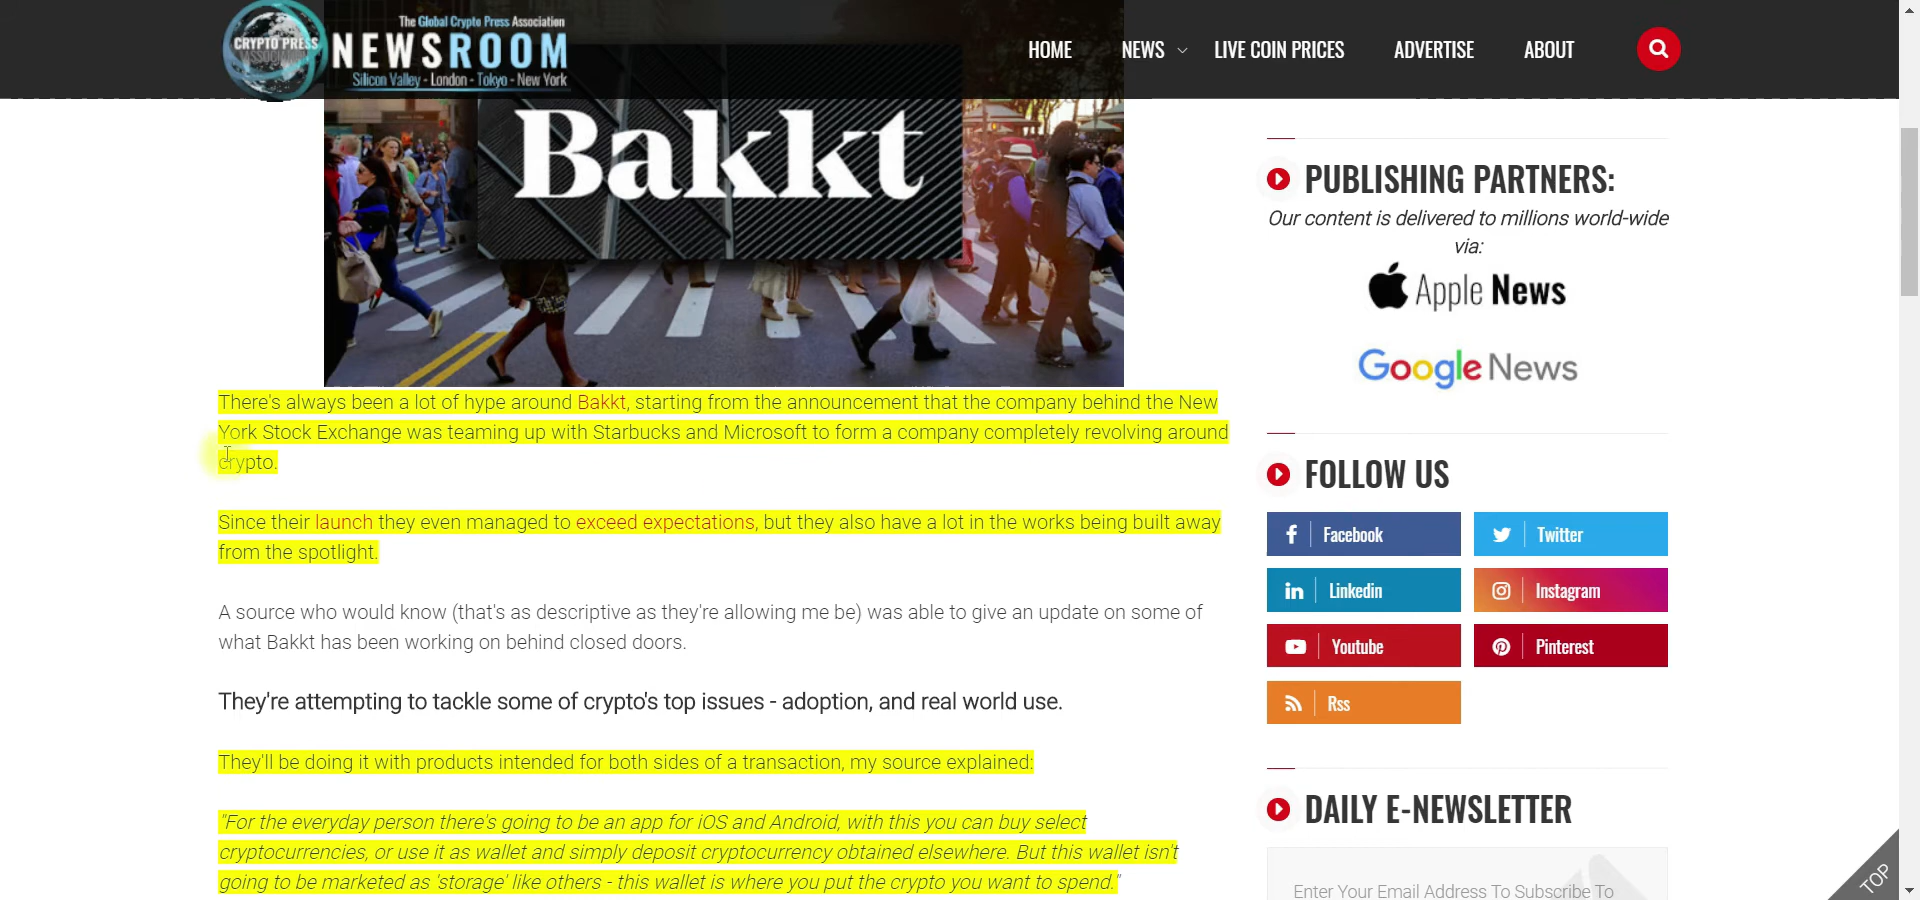 The Global Crypto Press Association
CRYPTO PRESS
ASSOCIATION
NEWSROOM
Silicon Valley - London - Tokyo - New York
HOME
NEWS
LIVE COIN PRICES
ADVERTISE
ABOUT
Bakkt
There's always been a lot of hype around Bakkt, starting from the announcement that the company behind the New
York Stock Exchange was teaming up with Starbucks and Microsoft to form a company completely revolving around
crypto.
Since their launch they even managed to exceed expectations, but they also have a lot in the works being built away
from the spotlight.
A source who would know (that's as descriptive as they're allowing me be) was able to give an update on some of
what Bakkt has been working on behind closed doors.
They're attempting to tackle some of crypto's top issues - adoption, and real world use.
They'll be doing it with products intended for both sides of a transaction, my source explained:
"For the everyday person there's going to be an app for iOS and Android, with this you can buy select
cryptocurrencies, or use it as wallet and simply deposit cryptocurrency obtained elsewhere. But this wallet isn't
going to be marketed as 'storage' like others - this wallet is where you put the crypto you want to spend."
PUBLISHING PARTNERS:
Our content is delivered to millions world-wide
via:
Apple News
Google News
FOLLOW US
Facebook
Twitter
Linkedin
Instagram
Youtube
Pinterest
Rss
DAILY E-NEWSLETTER
Enter Your Email Address To Subscribe To
TOP